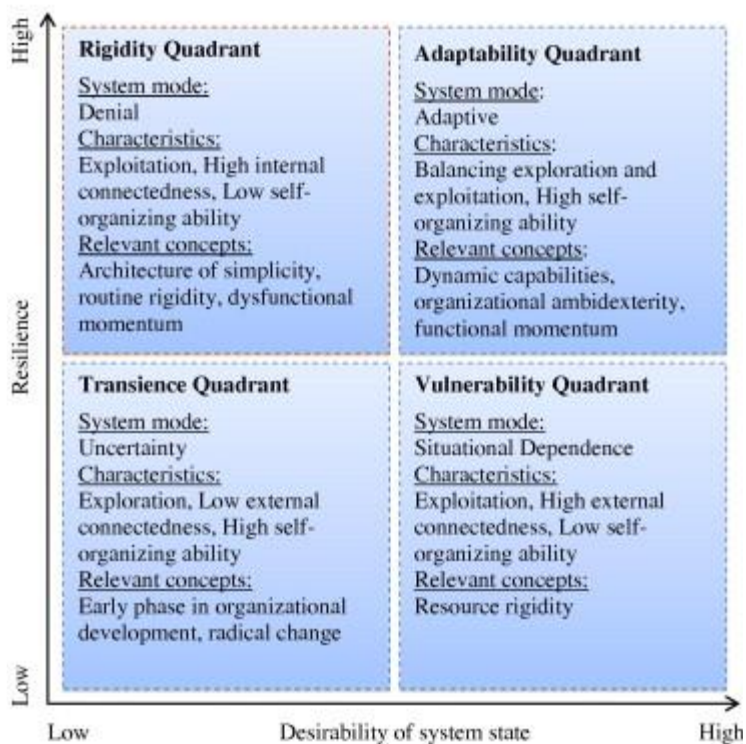 High
Resilience
Low
Rigidity Quadrant
System mode:
Denial
Characteristics:
Exploitation, High internal
connectedness, Low self-
organizing ability
Relevant concepts:
Architecture of simplicity,
routine rigidity, dysfunctional
momentum
Adaptability Quadrant
System mode:
Adaptive
Characteristics:
Balancing exploration and
exploitation, High self-
organizing ability
Relevant concepts:
Dynamic capabilities,
organizational ambidexterity,
functional momentum
Transience Quadrant
System mode:
Uncertainty
Characteristics:
Exploration, Low external
connectedness, High self-
organizing ability
Relevant concepts:
Early phase in organizational
development, radical change
Vulnerability Quadrant
System mode:
Situational Dependence
Characteristics:
Exploitation, High external
connectedness, Low self-
organizing ability
Relevant concepts:
Resource rigidity
Low
Desirability of system state
High